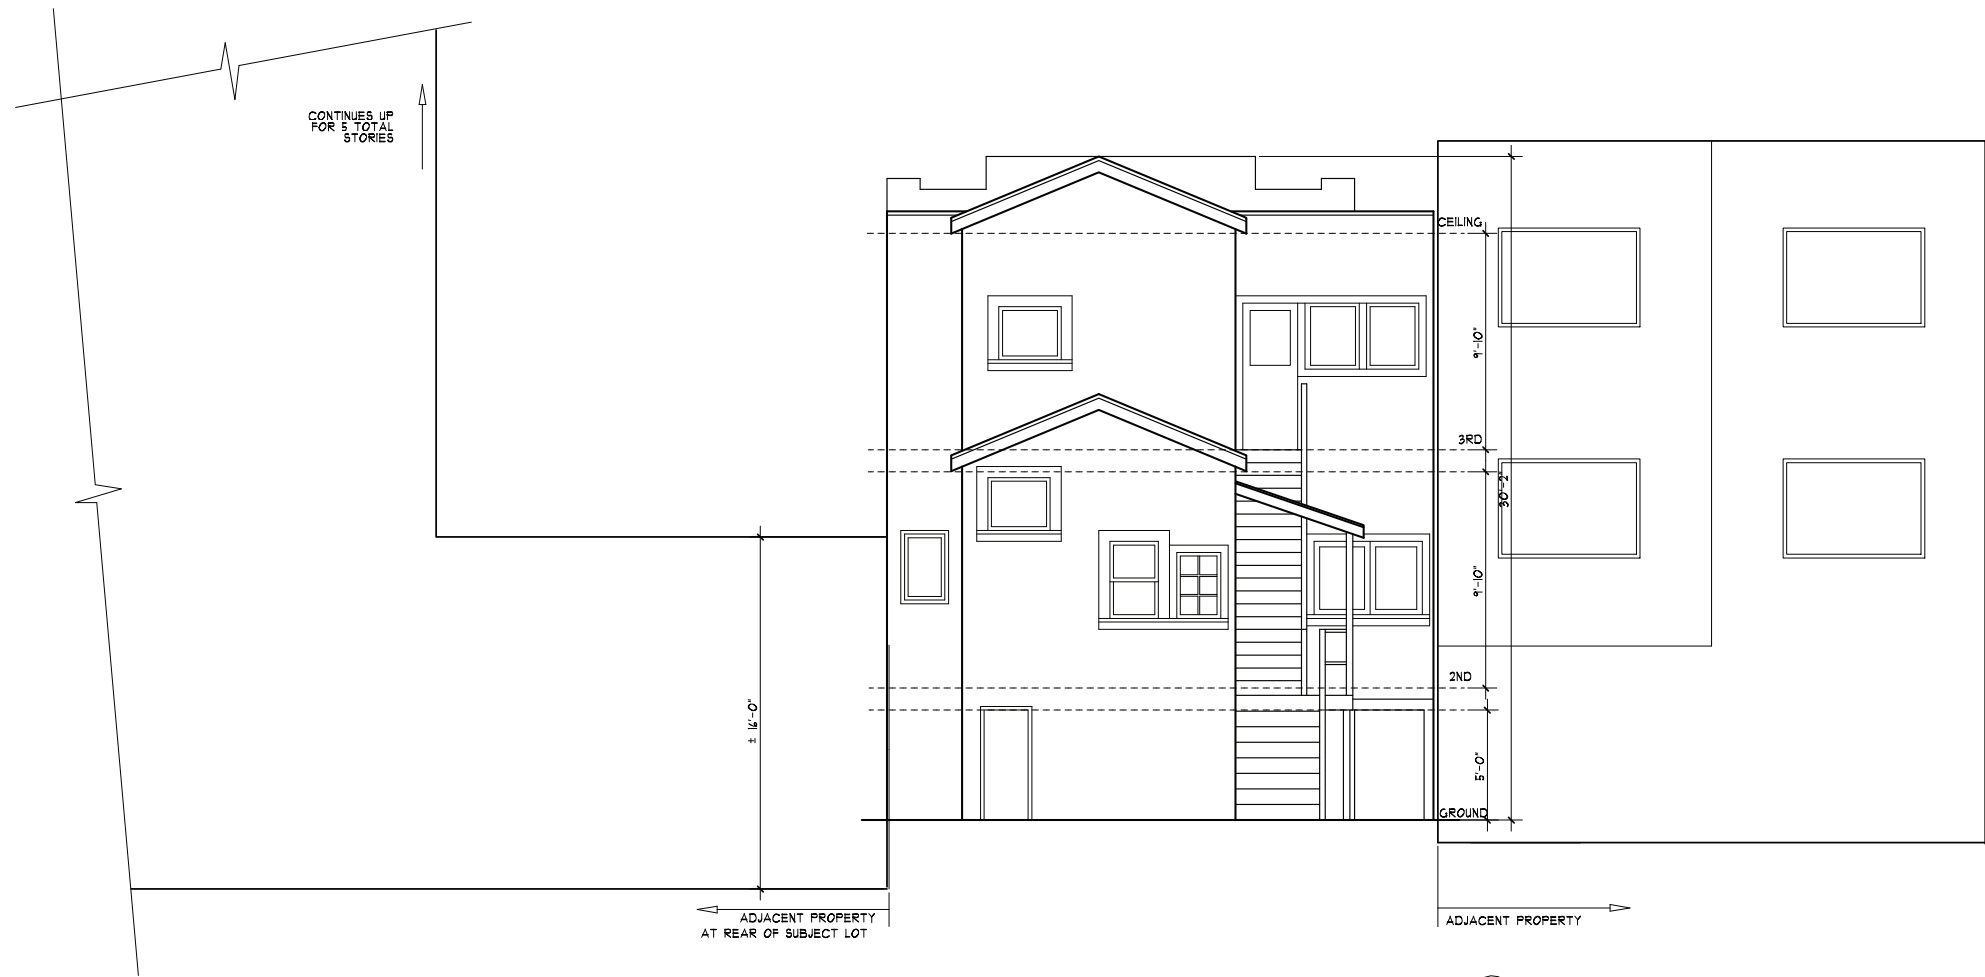 CONTINUES UP
FOR 5 TOTAL
STORIES
CEILING
9'-10"
3RD
30'-2"
9'-10"
2ND
± 16'-0"
5'-0"
GROUND
ADJACENT PROPERTY
AT REAR OF SUBJECT LOT
ADJACENT PROPERTY